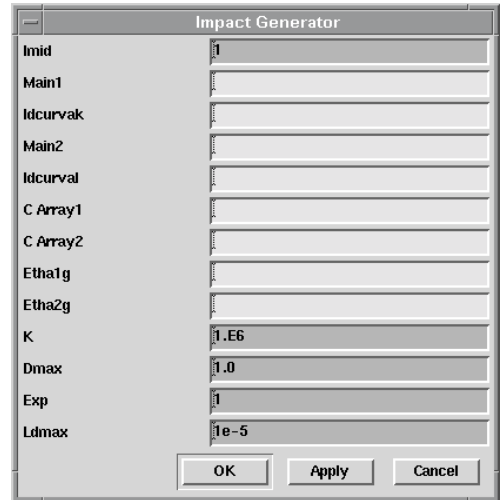 Impact Generator
Imid 1
Main1
Idcurvak
Main2
Idcurval
C Array1
C Array2
Etha1g
Etha2g
K 1.E6
Dmax 1.0
Exp 1
Ldmax 1e-5
OK Apply Cancel